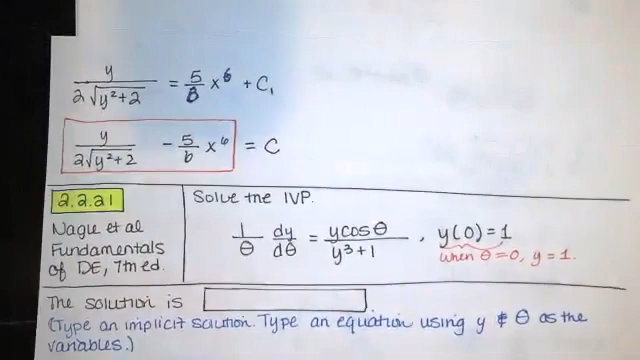 y / 2√(y²+2) = 5/6 x⁶ + C₁
y / 2√(y²+2) − 5/6 x⁶ = C
2.2.21
Nagle et al
Fundamentals
of DE, 7th ed.
Solve the IVP.
1/θ dy/dθ = y cos θ / y³+1 , y(0) = 1
when θ=0, y = 1.
The solution is
(Type an implicit solution. Type an equation using y & θ as the
variables.)